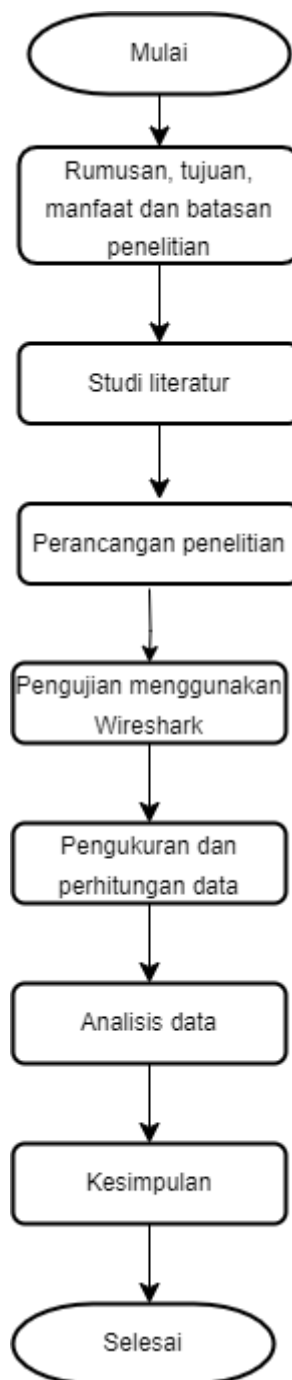 Mulai
Rumusan, tujuan,
manfaat dan batasan
penelitian
Studi literatur
Perancangan penelitian
Pengujian menggunakan
Wireshark
Pengukuran dan
perhitungan data
Analisis data
Kesimpulan
Selesai